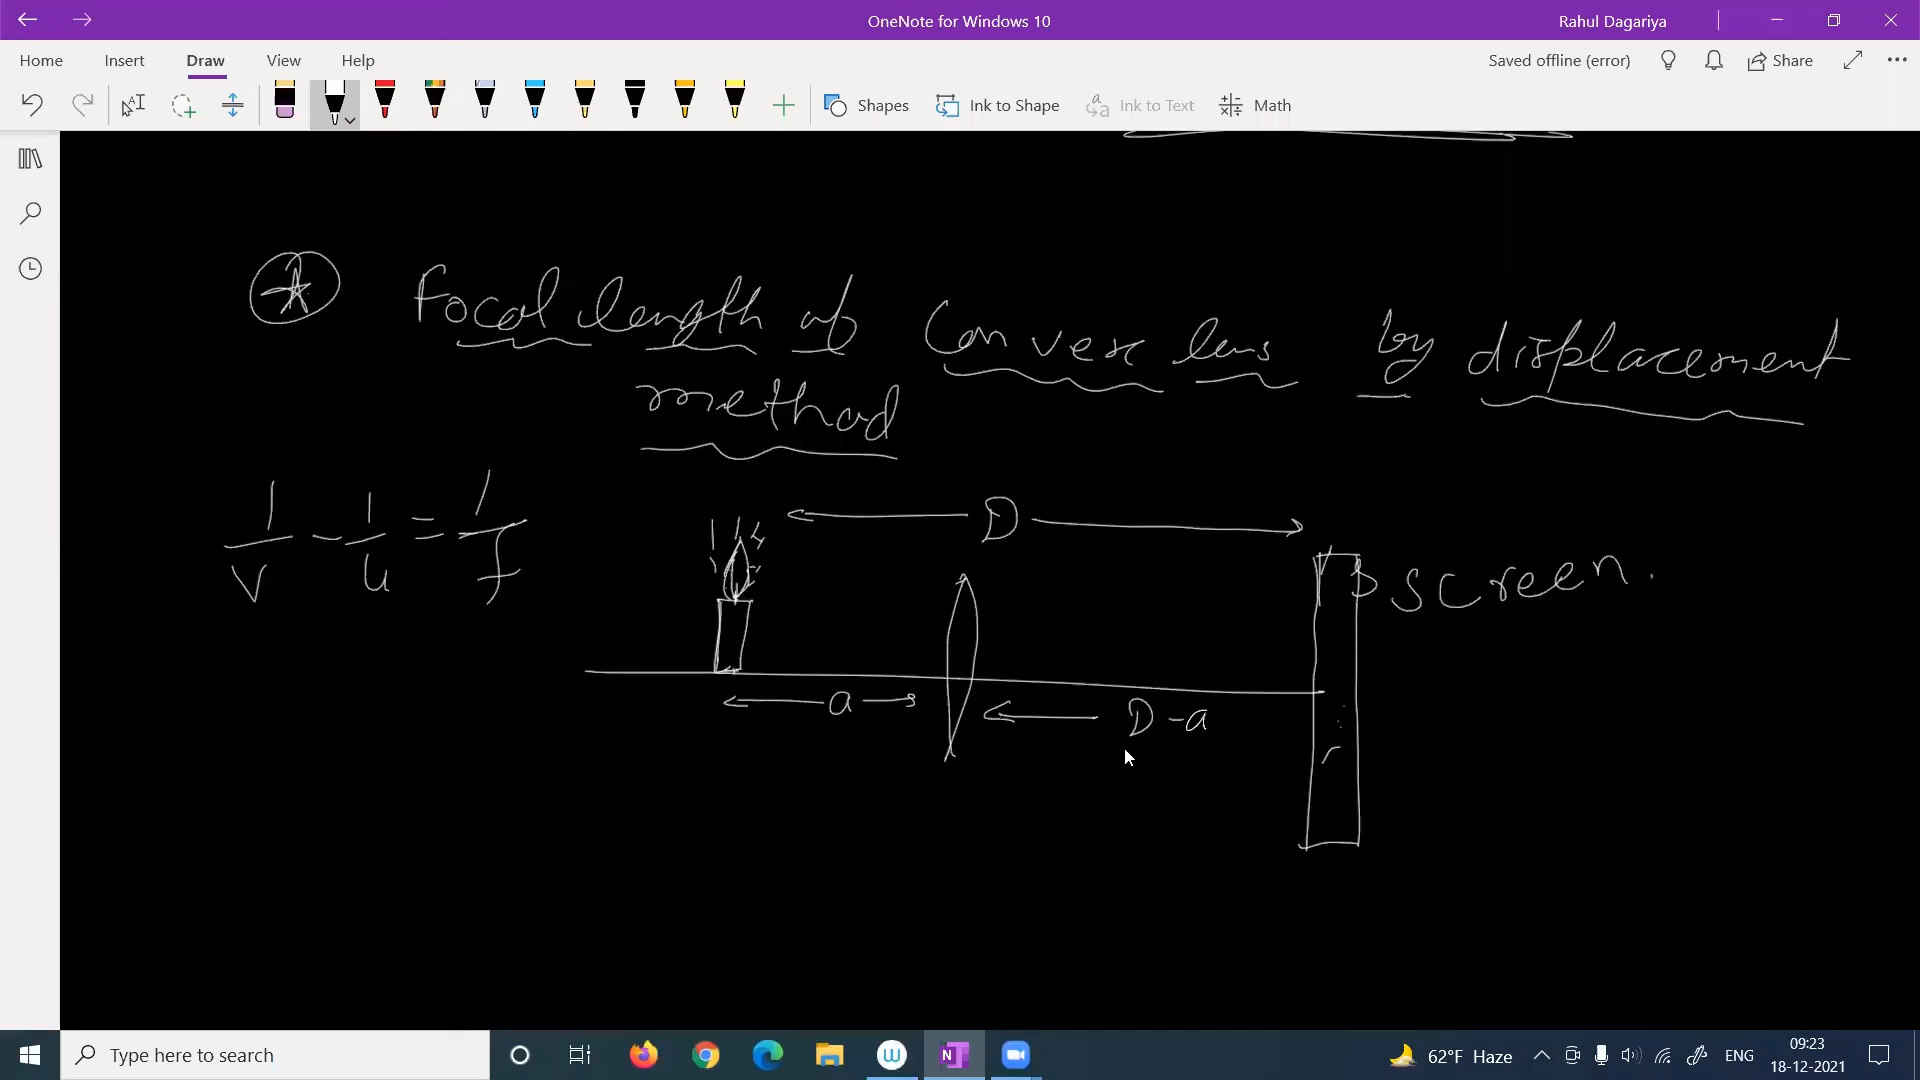 OneNote for Windows 10
Rahul Dagariya
Home Insert Draw View Help
Saved offline (error) Share
Shapes Ink to Shape Ink to Text Math
Focal length of Convex lens by displacement
method
1/v - 1/u = 1/f
D
screen.
a
D-a
Type here to search
62°F Haze
ENG
09:23
18-12-2021